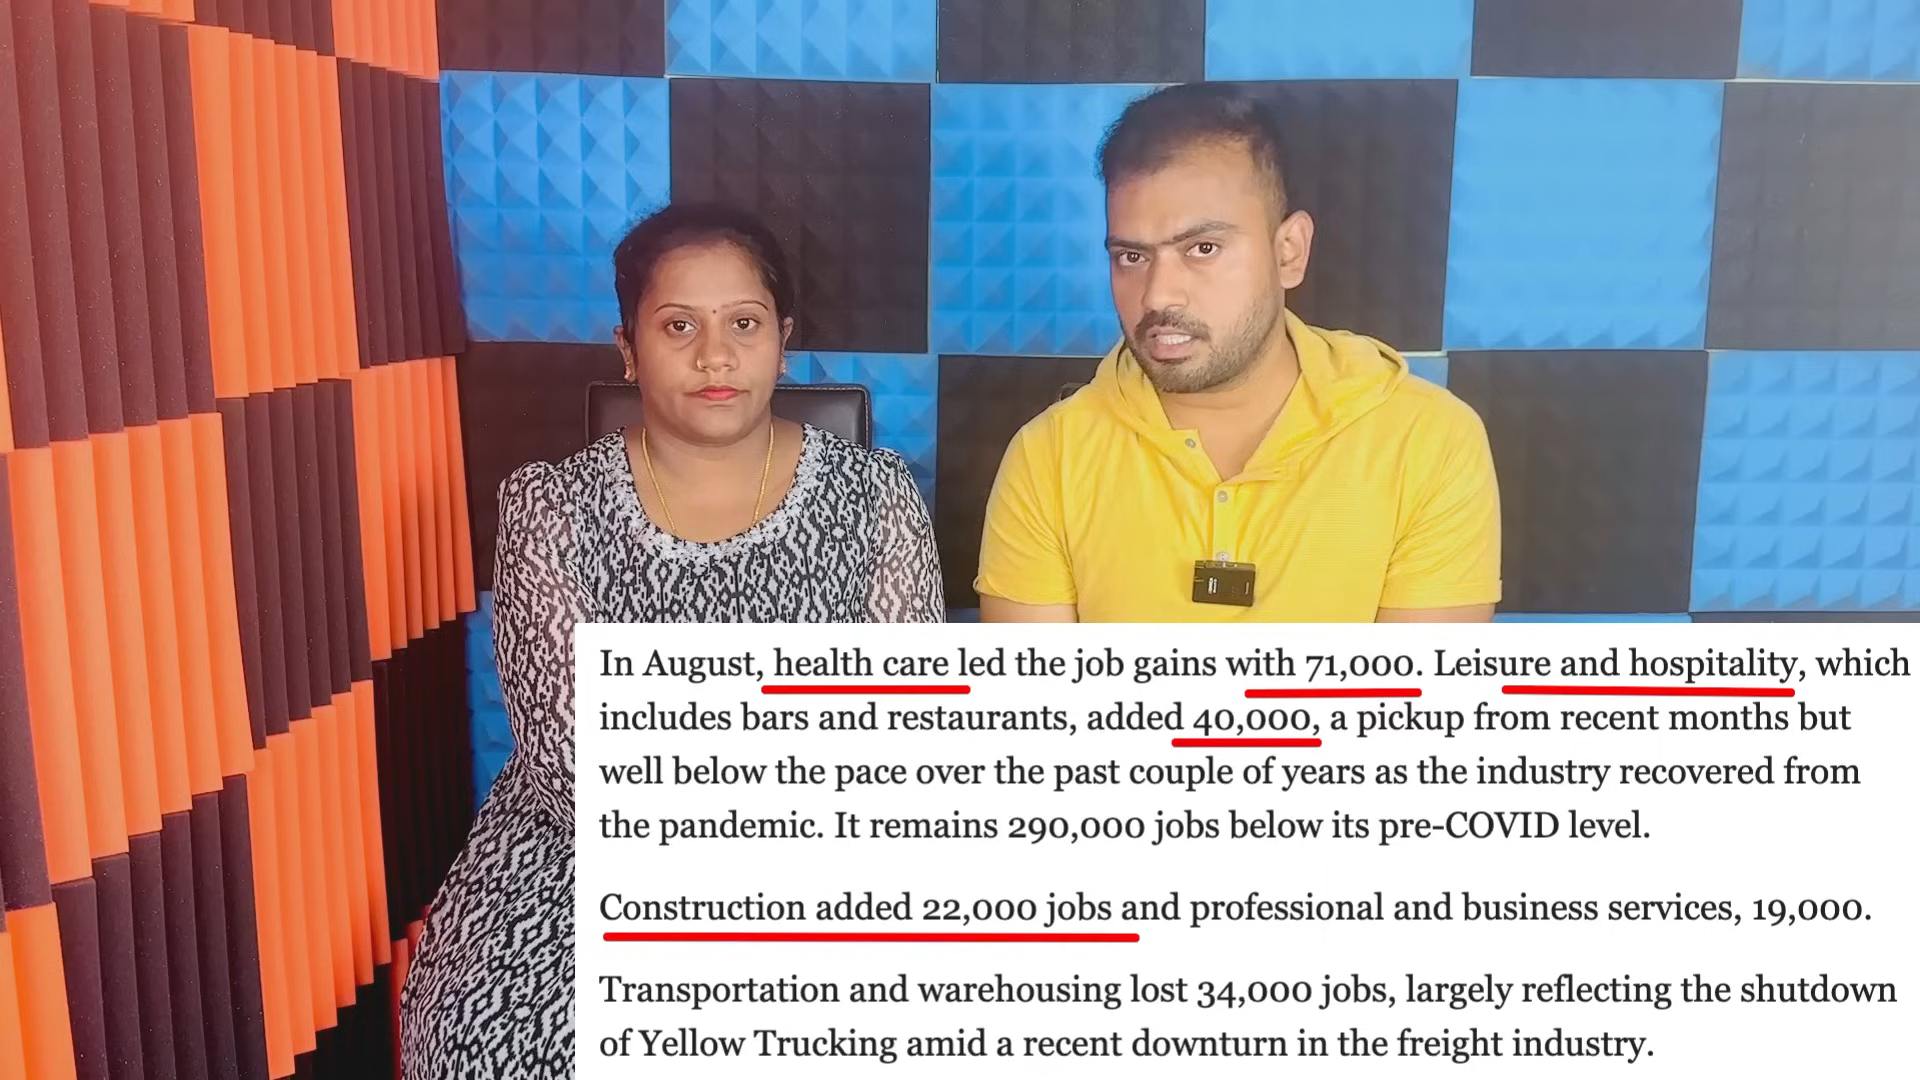 In August, health care led the job gains with 71,000. Leisure and hospitality, which
includes bars and restaurants, added 40,000, a pickup from recent months but
well below the pace over the past couple of years as the industry recovered from
the pandemic. It remains 290,000 jobs below its pre-COVID level.
Construction added 22,000 jobs and professional and business services, 19,000.
Transportation and warehousing lost 34,000 jobs, largely reflecting the shutdown
of Yellow Trucking amid a recent downturn in the freight industry.